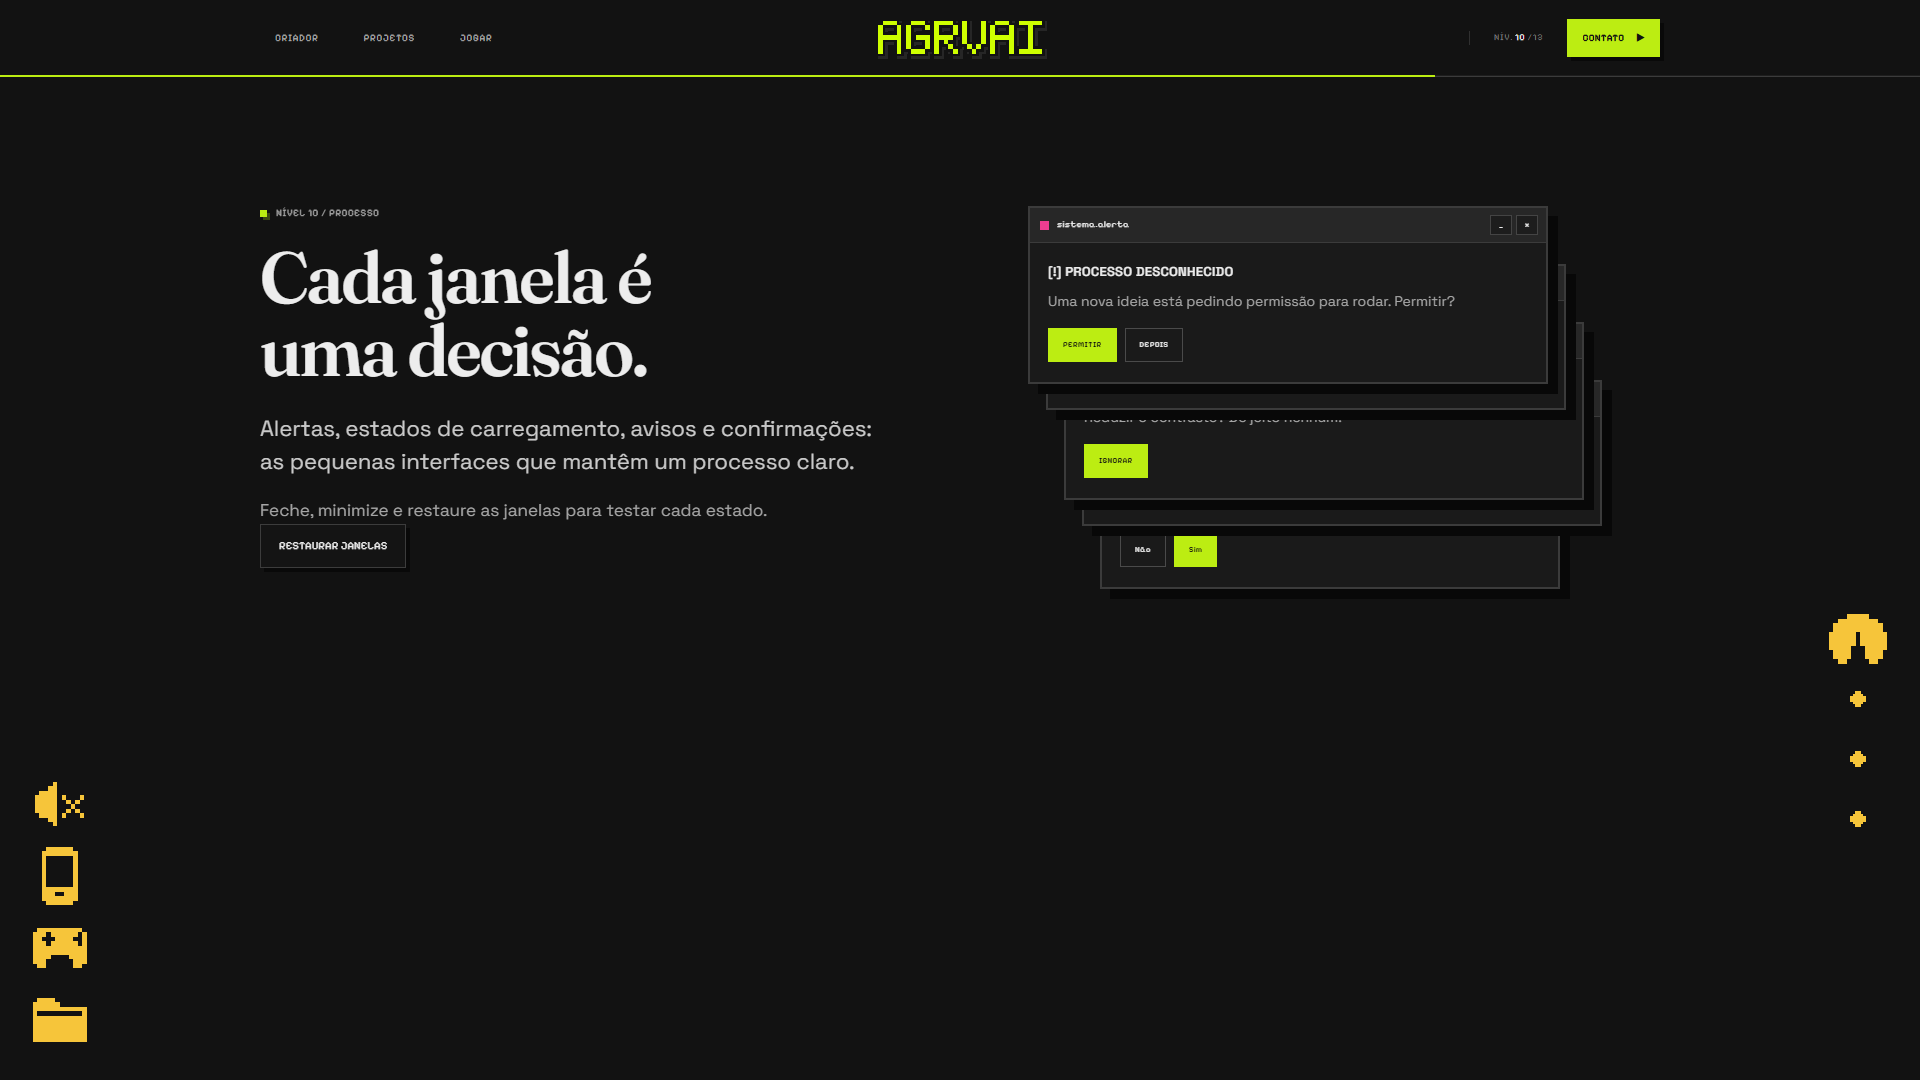 CRIADOR
PROJETOS
JOGAR
AGRVAI
NÍV. 10 /13
CONTATO
NÍVEL 10 / PROCESSO
Cada janela é
uma decisão.
Alertas, estados de carregamento, avisos e confirmações:
as pequenas interfaces que mantêm um processo claro.
Feche, minimize e restaure as janelas para testar cada estado.
RESTAURAR JANELAS
sistema.alerta
[!] PROCESSO DESCONHECIDO
Uma nova ideia está pedindo permissão para rodar. Permitir?
PERMITIR
DEPOIS
IGNORAR
Não
Sim